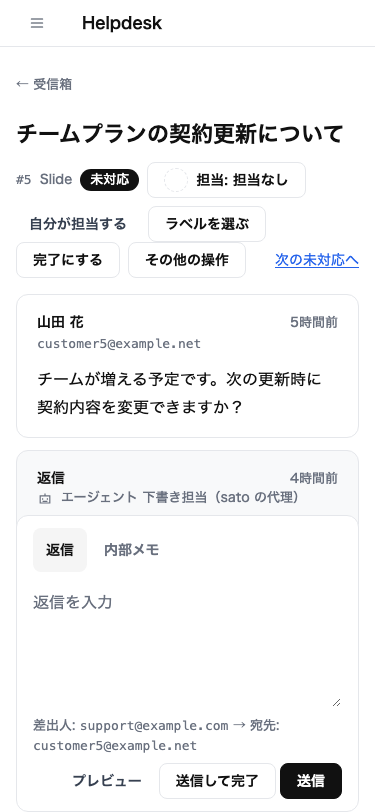 Helpdesk
← 受信箱
チームプランの契約更新について
#5 Slide 未対応 担当: 担当なし
自分が担当する ラベルを選ぶ
完了にする その他の操作 次の未対応へ
山田 花 5時間前
customer5@example.net
チームが増える予定です。次の更新時に
契約内容を変更できますか？
返信 4時間前
エージェント 下書き担当（sato の代理）
返信 内部メモ
返信を入力
差出人: support@example.com → 宛先:
customer5@example.net
プレビュー 送信して完了 送信